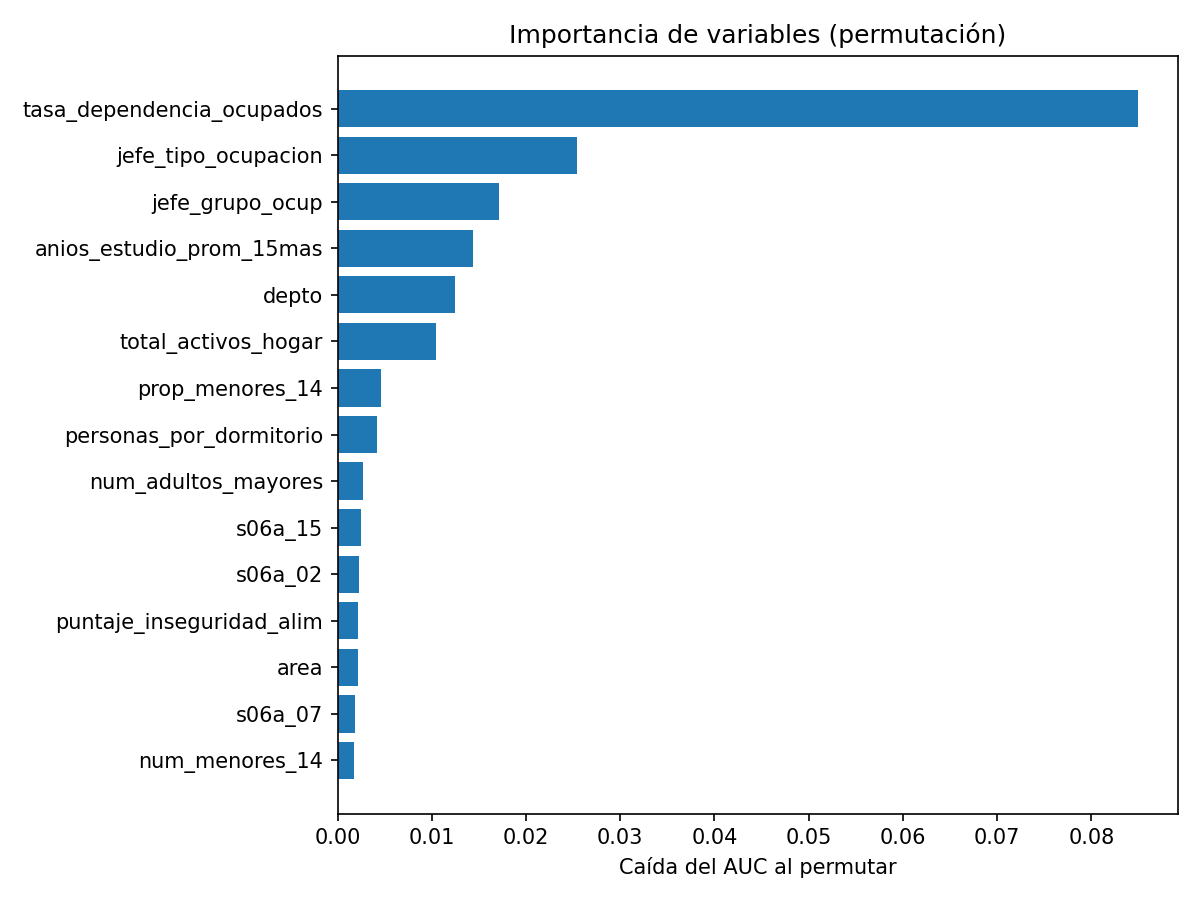 Importancia de variables (permutación)
tasa_dependencia_ocupados
jefe_tipo_ocupacion
jefe_grupo_ocup
anios_estudio_prom_15mas
depto
total_activos_hogar
prop_menores_14
personas_por_dormitorio
num_adultos_mayores
s06a_15
s06a_02
puntaje_inseguridad_alim
area
s06a_07
num_menores_14
0.00 0.01 0.02 0.03 0.04 0.05 0.06 0.07 0.08
Caída del AUC al permutar